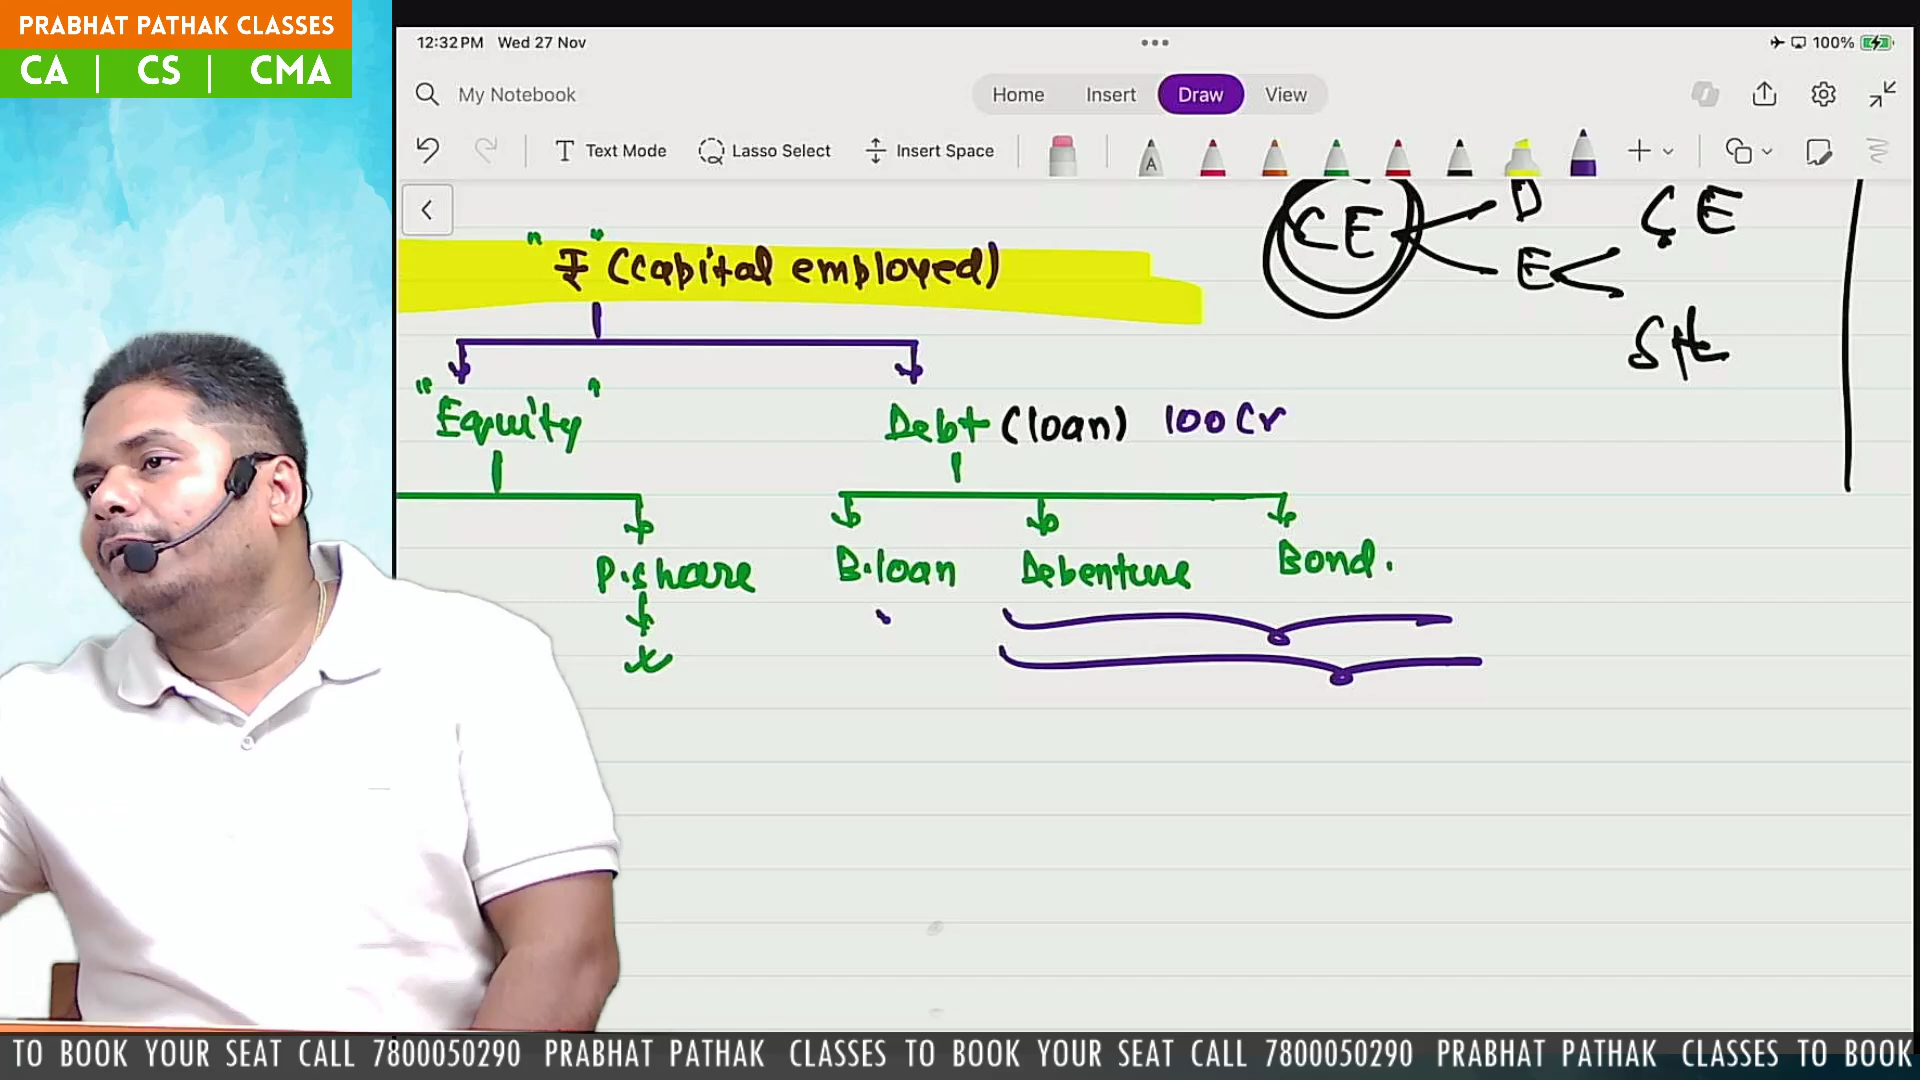 PRABHAT PATHAK CLASSES
CA | CS | CMA
12:32 PM Wed 27 Nov
100%
My Notebook
Home Insert Draw View
Text Mode Lasso Select Insert Space
A
CE D CE
E
" ₹ " (Capital employed)
"Equity" Debt (loan) 100 Cr
P.share B.loan Debenture Bond.
TO BOOK YOUR SEAT CALL 7800050290 PRABHAT PATHAK CLASSES TO BOOK YOUR SEAT CALL 7800050290 PRABHAT PATHAK CLASSES TO BOOK